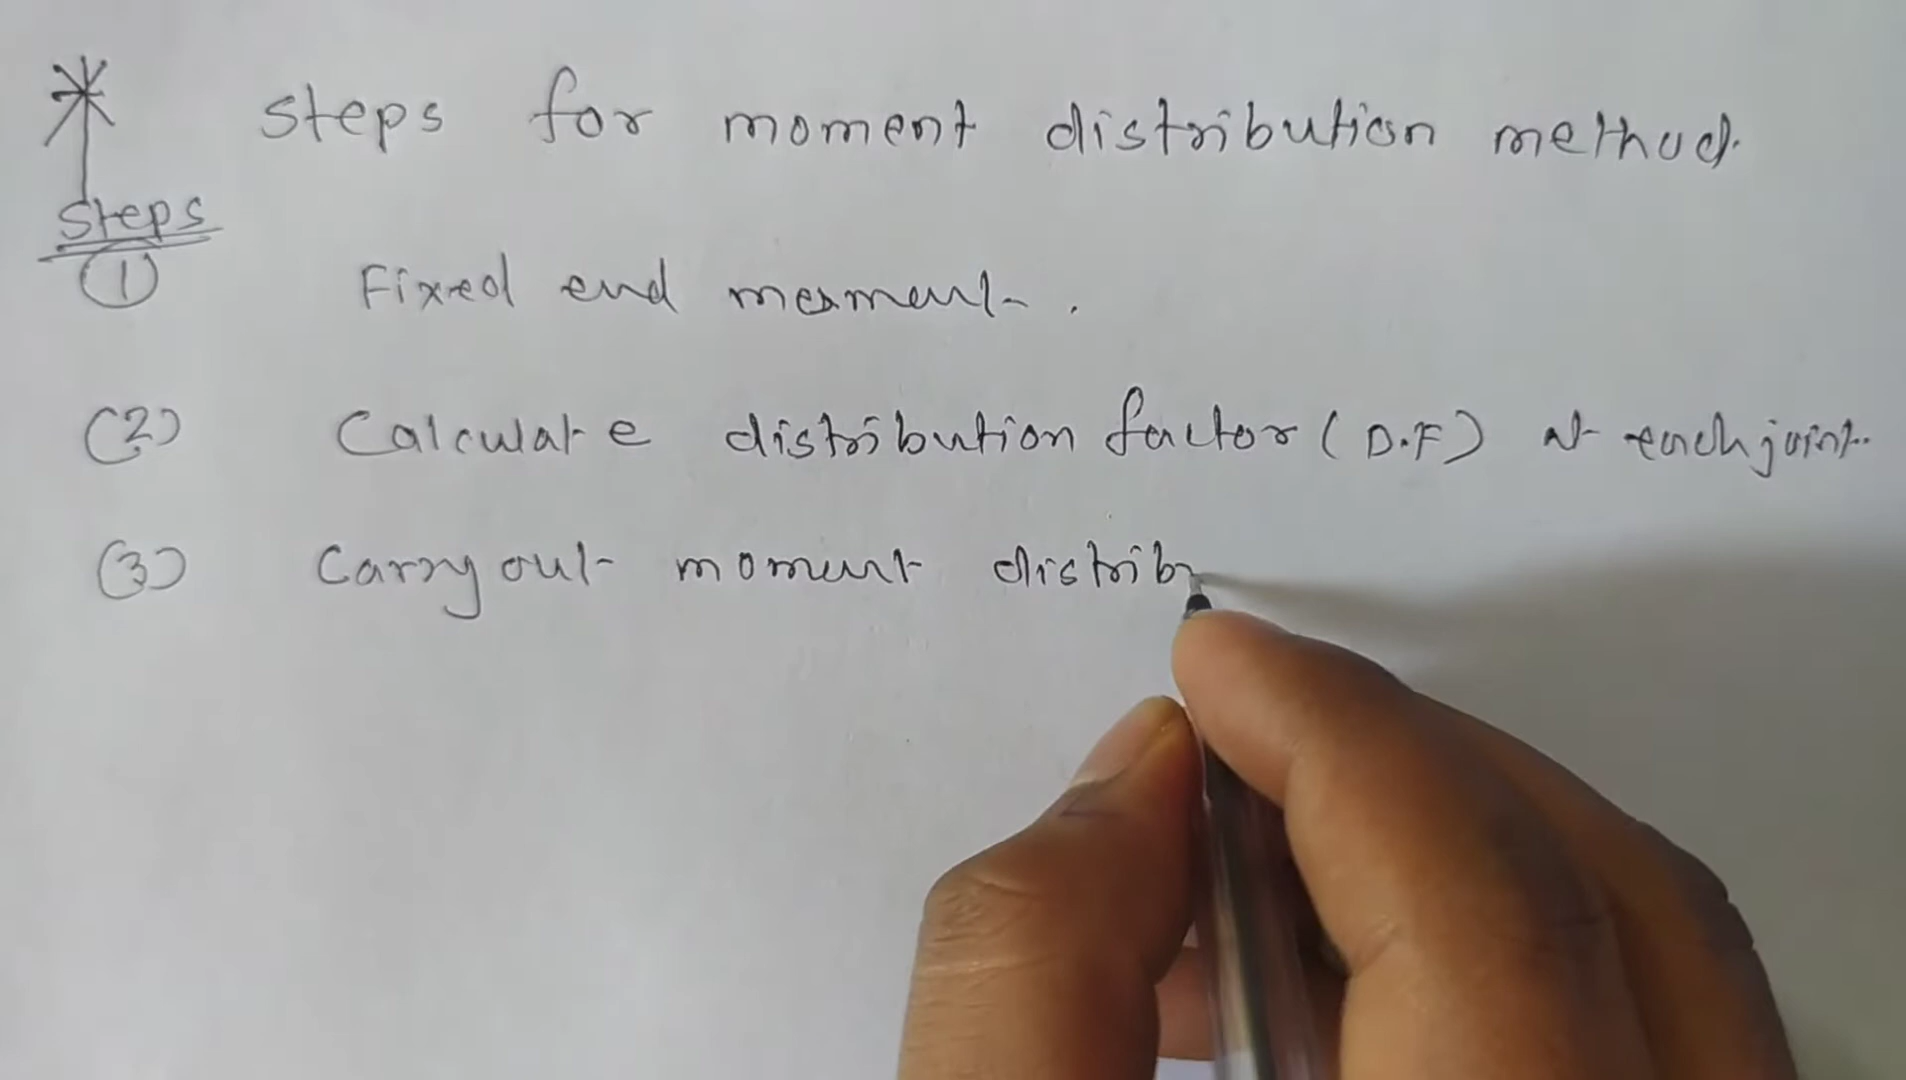 * steps for moment distribution method.
Steps
(1) Fixed end moment.
(2) Calculate distribution factor (D.F) at each joint.
(3) Carry out moment distrib